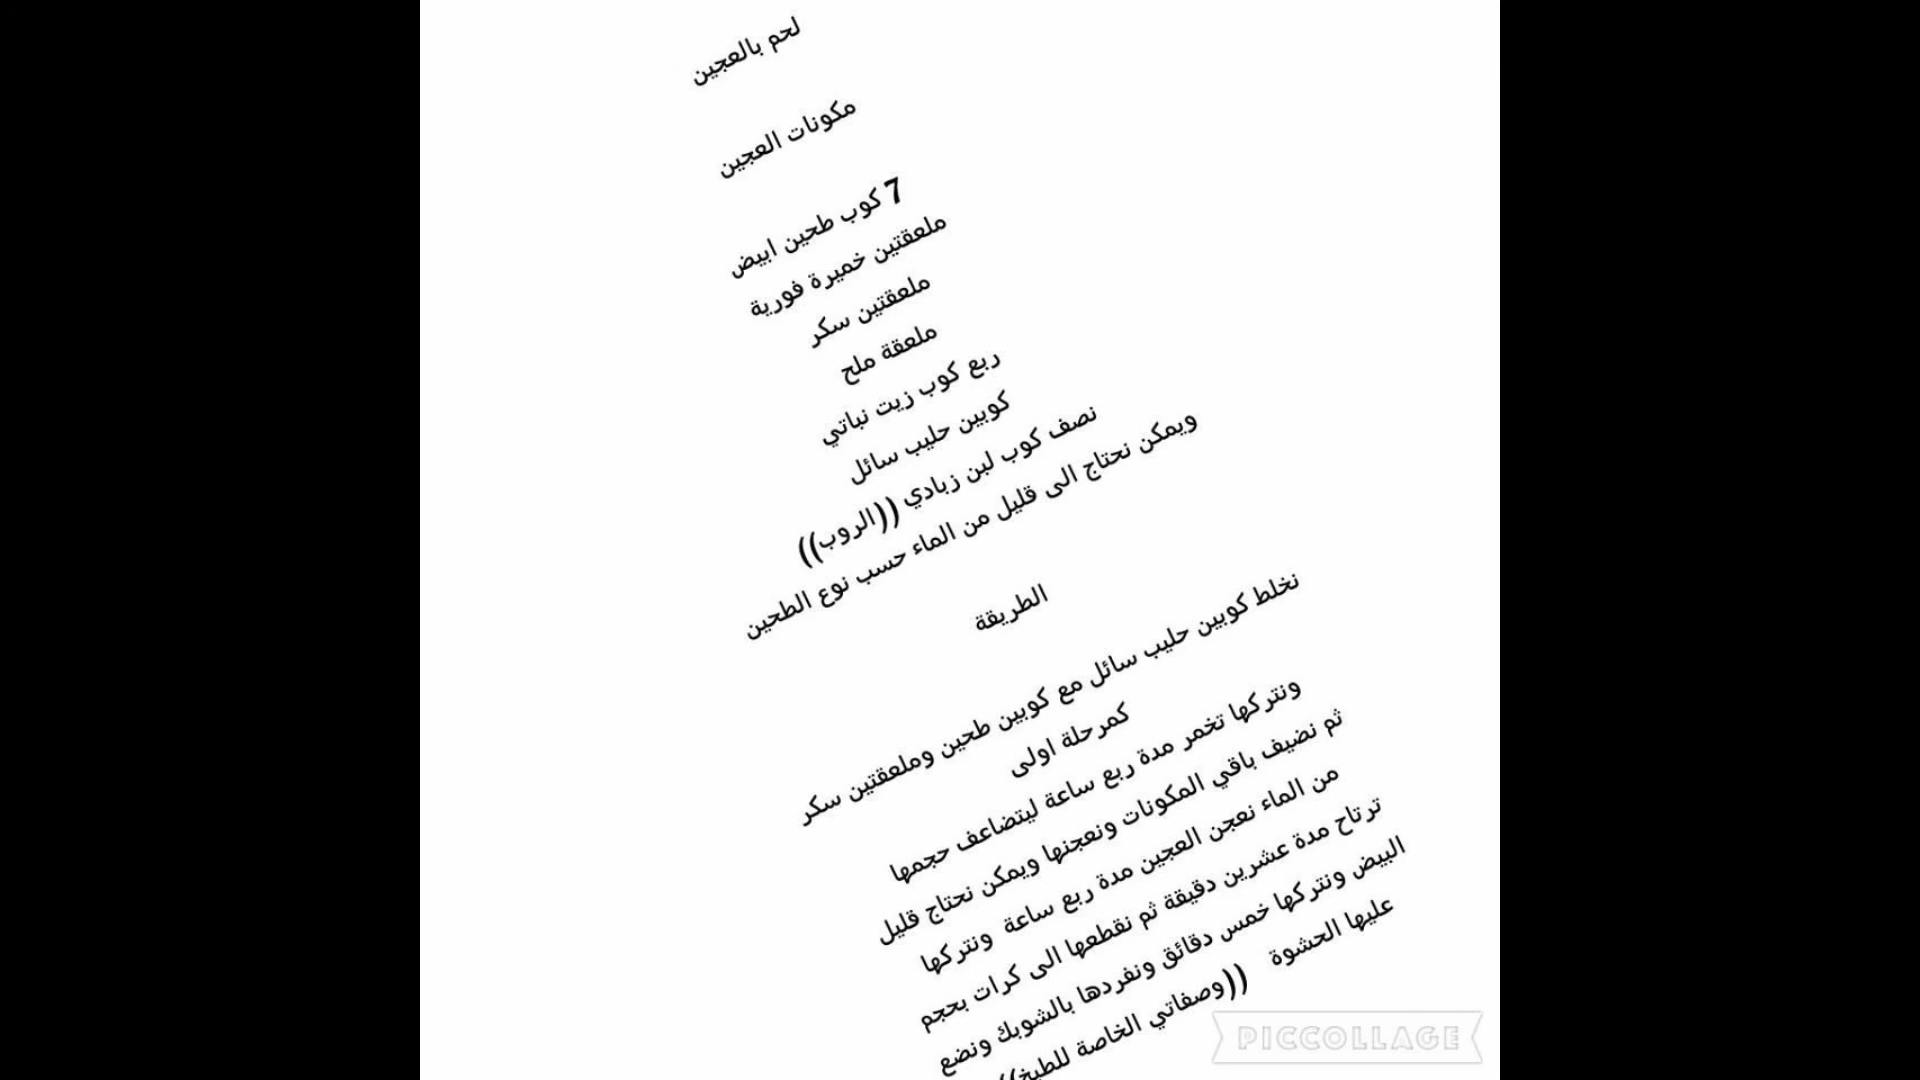 لحم بالعجين
مكونات العجين
7 كوب طحين ابيض
ملعقتين خميرة فورية
ملعقتين سكر
ملعقة ملح
ربع كوب زيت نباتي
كوبين حليب سائل
نصف كوب لبن زبادي ((الروب))
ويمكن نحتاج الى قليل من الماء حسب نوع الطحين
الطريقة
نخلط كوبين حليب سائل مع كوبين طحين وملعقتين سكر
كمرحلة اولى
ونتركها تخمر مدة ربع ساعة ليتضاعف حجمها
ثم نضيف باقي المكونات ونعجنها ويمكن نحتاج قليل
من الماء نعجن العجين مدة ربع ساعة ونتركها
ترتاح مدة عشرين دقيقة ثم نقطعها الى كرات بحجم
البيض ونتركها خمس دقائق ونفردها بالشوبك ونضع
عليها الحشوة ((وصفاتي الخاصة للطبخ))
PICCOLLAGE